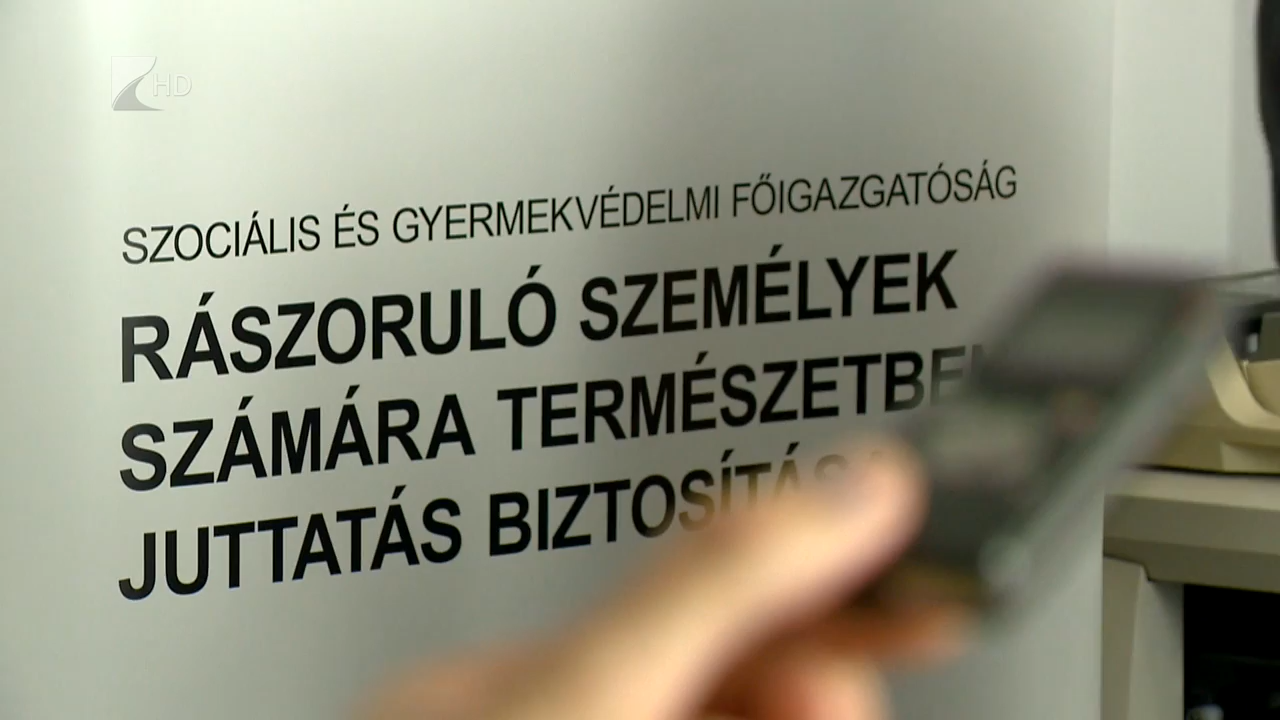 HD
SZOCIÁLIS ÉS GYERMEKVÉDELMI FŐIGAZGATÓSÁG
RÁSZORULÓ SZEMÉLYEK
SZÁMÁRA
JUTTATÁS